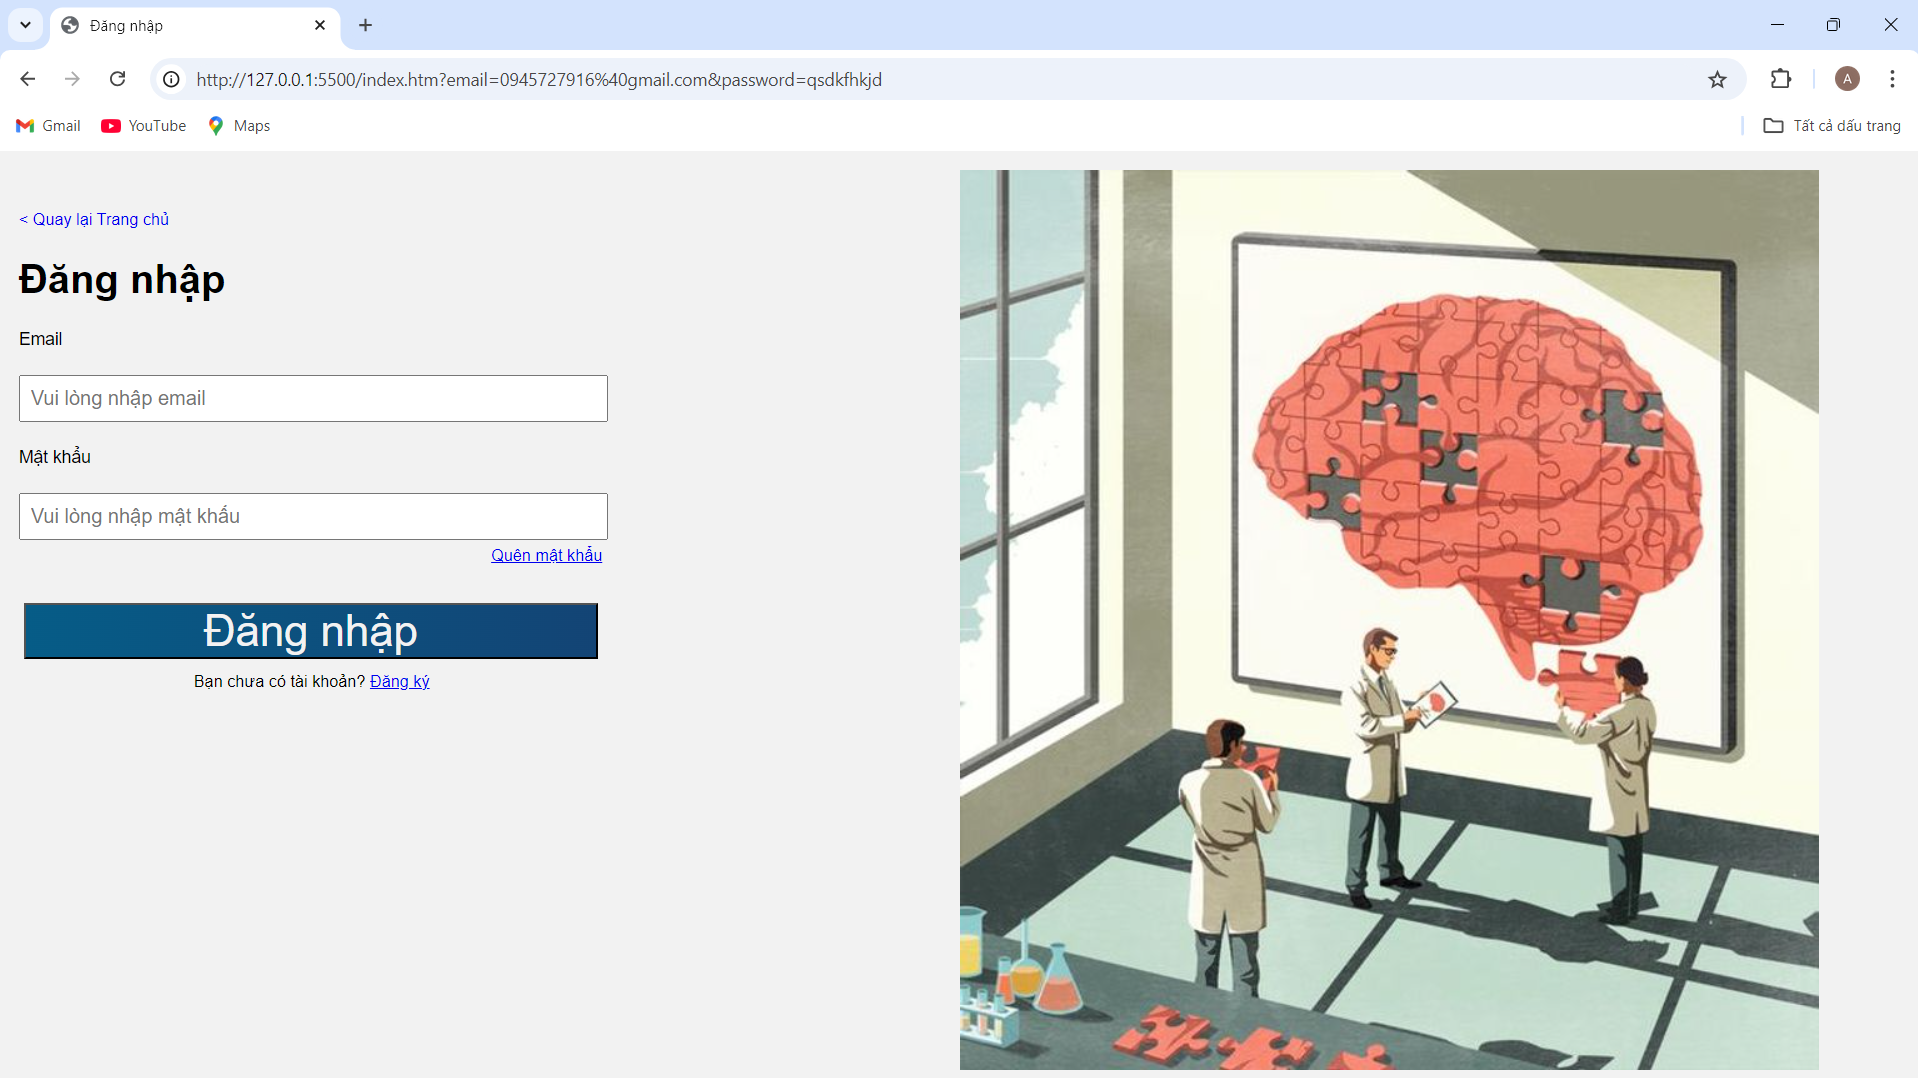 Đăng nhập
http://127.0.0.1:5500/index.htm?email=0945727916%40gmail.com&password=qsdkfhkjd
A
Gmail
YouTube
Maps
Tất cả dấu trang
< Quay lại Trang chủ
Đăng nhập
Email
Vui lòng nhập email
Mật khẩu
Vui lòng nhập mật khẩu
Quên mật khẩu
Đăng nhập
Bạn chưa có tài khoản? Đăng ký